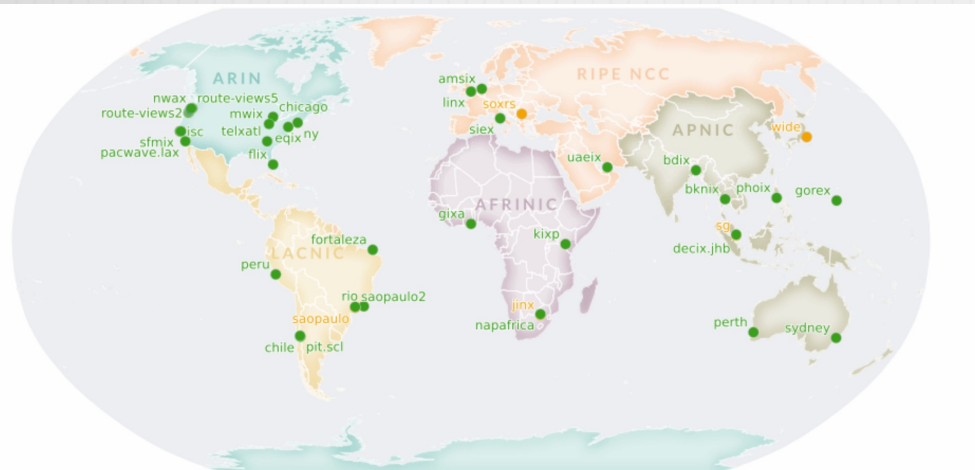 ARIN
RIPE NCC
APNIC
AFRINIC
LACNIC
nwax
route-views5
route-views2
chicago
mwix
isc
telxatl
eqix
ny
sfmix
pacwave.lax
flix
amsix
linx
soxrs
siex
wide
uaeix
bdix
bknix
phoix
gorex
gixa
kixp
sg
decix.jhb
fortaleza
peru
rio
saopaulo2
saopaulo
jinx
napafrica
chile
pit.scl
perth
sydney